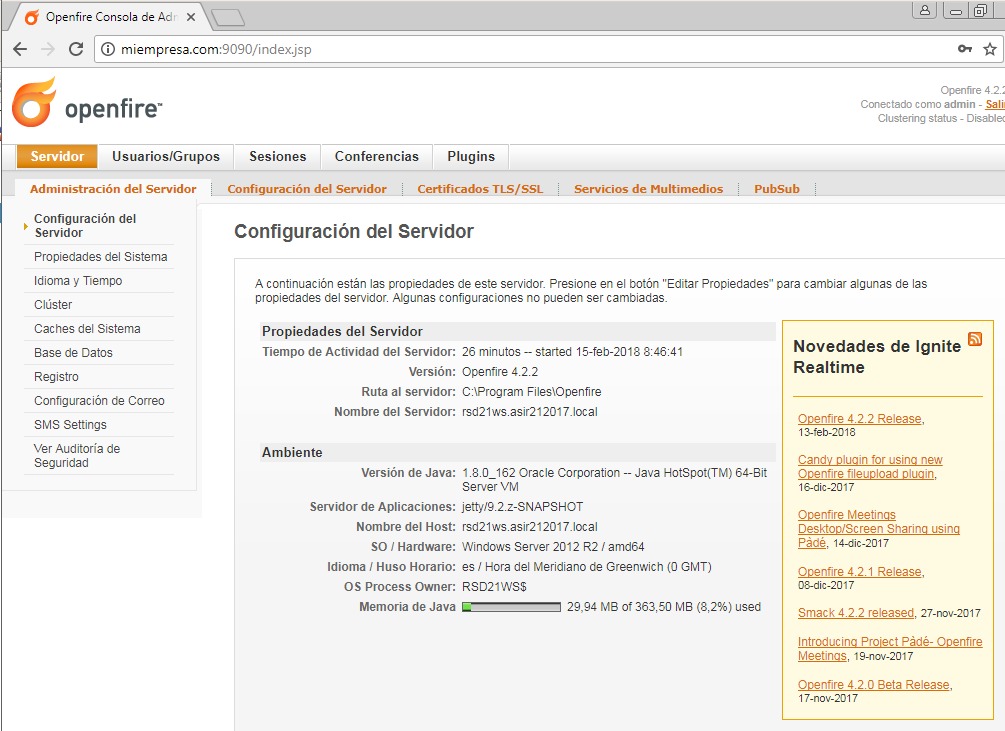 Openfire Consola de Adm
miempresa.com:9090/index.jsp
openfire™
Openfire 4.2.2
Conectado como admin - Sali
Clustering status - Disabled
Servidor Usuarios/Grupos Sesiones Conferencias Plugins
Administración del Servidor Configuración del Servidor Certificados TLS/SSL Servicios de Multimedios PubSub
Configuración del
Servidor
Propiedades del Sistema
Idioma y Tiempo
Clúster
Caches del Sistema
Base de Datos
Registro
Configuración de Correo
SMS Settings
Ver Auditoría de
Seguridad
Configuración del Servidor
A continuación están las propiedades de este servidor. Presione en el botón "Editar Propiedades" para cambiar algunas de las
propiedades del servidor. Algunas configuraciones no pueden ser cambiadas.
Propiedades del Servidor
Tiempo de Actividad del Servidor: 26 minutos -- started 15-feb-2018 8:46:41
Versión: Openfire 4.2.2
Ruta al servidor: C:\Program Files\Openfire
Nombre del Servidor: rsd21ws.asir212017.local
Ambiente
Versión de Java: 1.8.0_162 Oracle Corporation -- Java HotSpot(TM) 64-Bit
Server VM
Servidor de Aplicaciones: jetty/9.2.z-SNAPSHOT
Nombre del Host: rsd21ws.asir212017.local
SO / Hardware: Windows Server 2012 R2 / amd64
Idioma / Huso Horario: es / Hora del Meridiano de Greenwich (0 GMT)
OS Process Owner: RSD21WS$
Memoria de Java 29,94 MB of 363,50 MB (8,2%) used
Novedades de Ignite
Realtime
Openfire 4.2.2 Release,
13-feb-2018
Candy plugin for using new
Openfire fileupload plugin,
16-dic-2017
Openfire Meetings
Desktop/Screen Sharing using
Pàdé, 14-dic-2017
Openfire 4.2.1 Release,
08-dic-2017
Smack 4.2.2 released, 27-nov-2017
Introducing Project Pàdé- Openfire
Meetings, 19-nov-2017
Openfire 4.2.0 Beta Release,
17-nov-2017